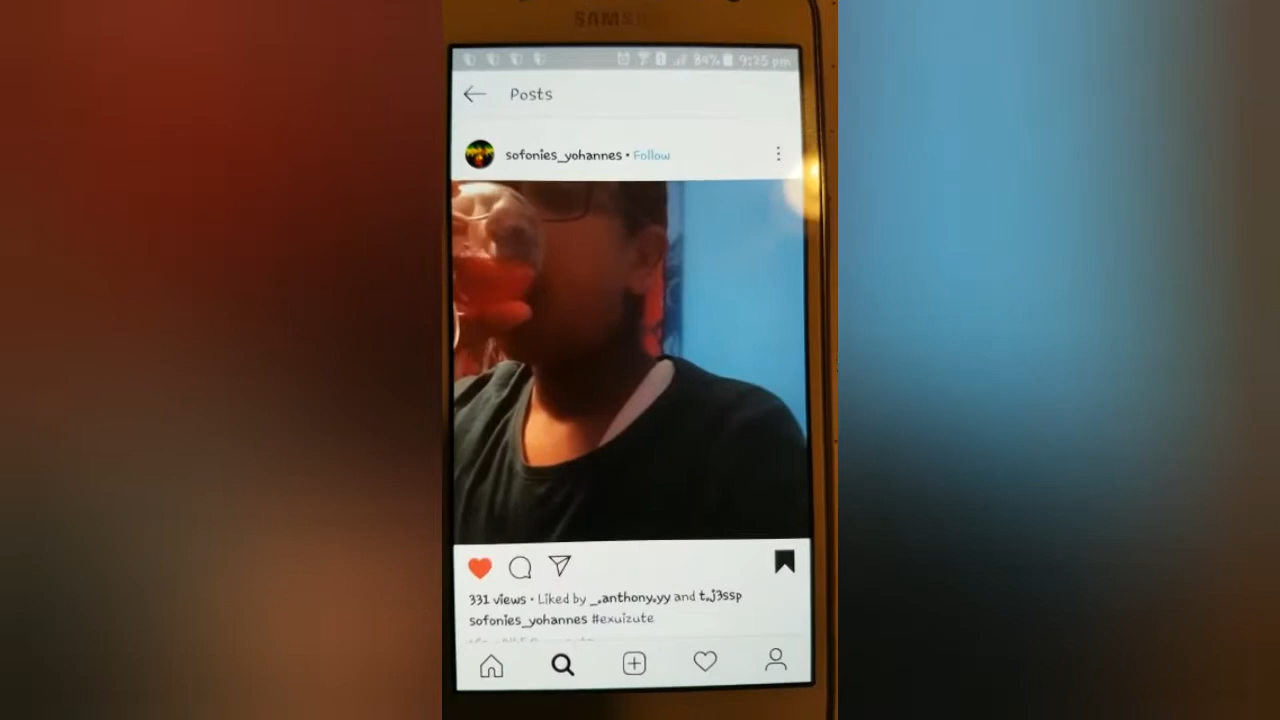 SAMSUNG
84% 9:25 pm
Posts
sofonies_yohannes • Follow
331 views • Liked by _.anthony.yy and t.j3ssp
sofonies_yohannes #exuizute